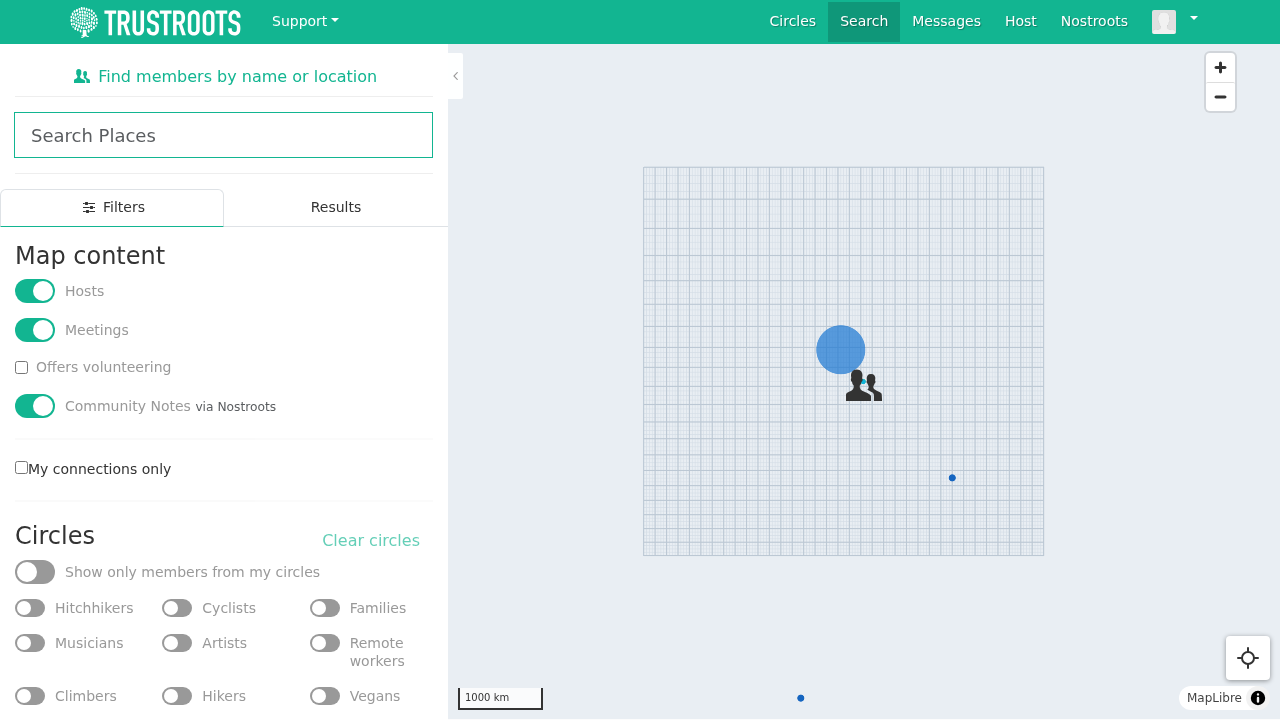 TRUSTROOTS Support Circles Search Messages Host Nostroots
Find members by name or location
Search Places
Filters Results
Map content
Hosts
Meetings
Offers volunteering
Community Notes via Nostroots
My connections only
Circles Clear circles
Show only members from my circles
Hitchhikers Cyclists Families
Musicians Artists Remote workers
Climbers Hikers Vegans
1000 km
MapLibre